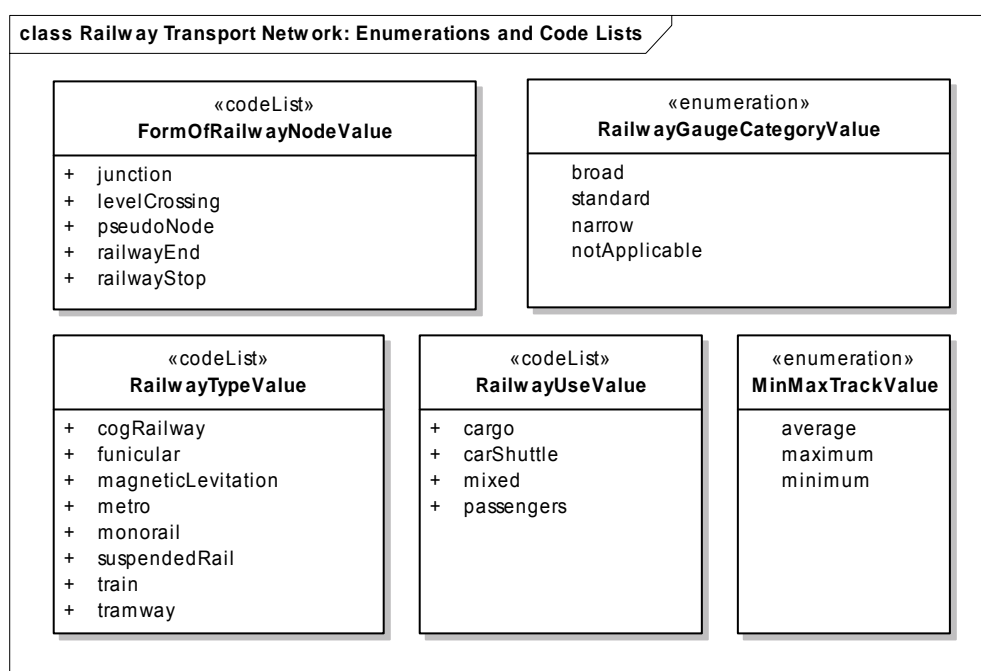 class Railway Transport Network: Enumerations and Code Lists
«codeList»
FormOfRailwayNodeValue
+ junction
+ levelCrossing
+ pseudoNode
+ railwayEnd
+ railwayStop
«enumeration»
RailwayGaugeCategoryValue
broad
standard
narrow
notApplicable
«codeList»
RailwayTypeValue
+ cogRailway
+ funicular
+ magneticLevitation
+ metro
+ monorail
+ suspendedRail
+ train
+ tramway
«codeList»
RailwayUseValue
+ cargo
+ carShuttle
+ mixed
+ passengers
«enumeration»
MinMaxTrackValue
average
maximum
minimum